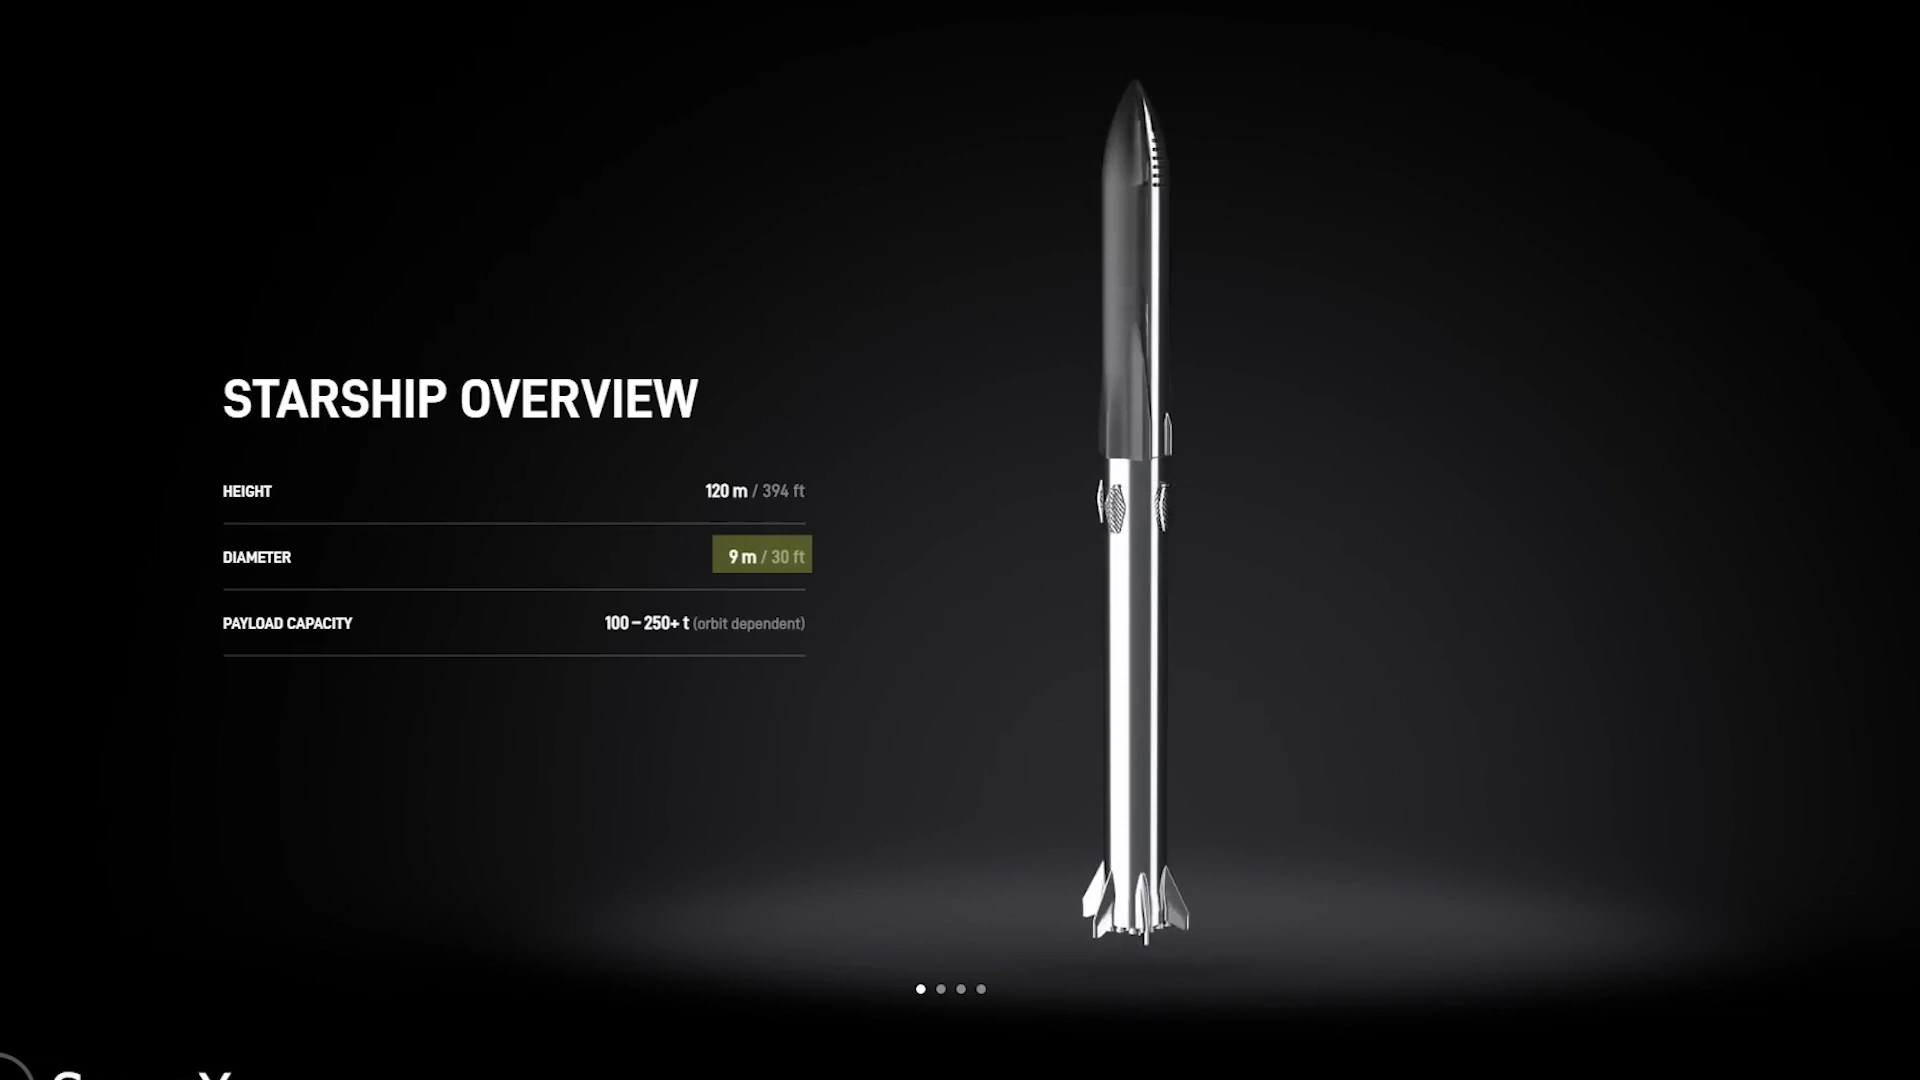 STARSHIP OVERVIEW
HEIGHT 120 m / 394 ft
DIAMETER 9 m / 30 ft
PAYLOAD CAPACITY 100 – 250+ t (orbit dependent)